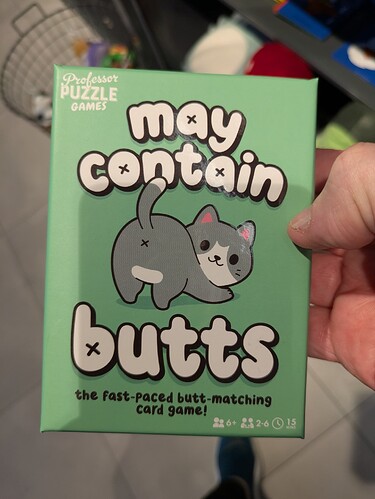 Professor
PUZZLE
GAMES
may
contain
butts
the fast-paced butt-matching
card game!
6+ 2-6 15